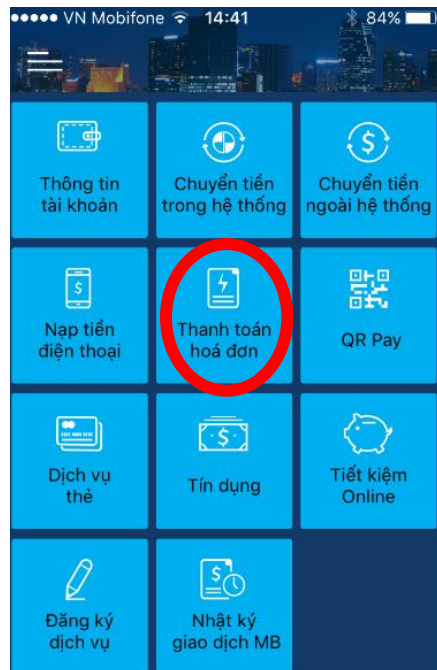 VN Mobifone 14:41 84%
Thông tin
tài khoản
Chuyển tiền
trong hệ thống
Chuyển tiền
ngoài hệ thống
Nạp tiền
điện thoại
Thanh toán
hoá đơn
QR Pay
Dịch vụ
thẻ
Tín dụng
Tiết kiệm
Online
Đăng ký
dịch vụ
Nhật ký
giao dịch MB